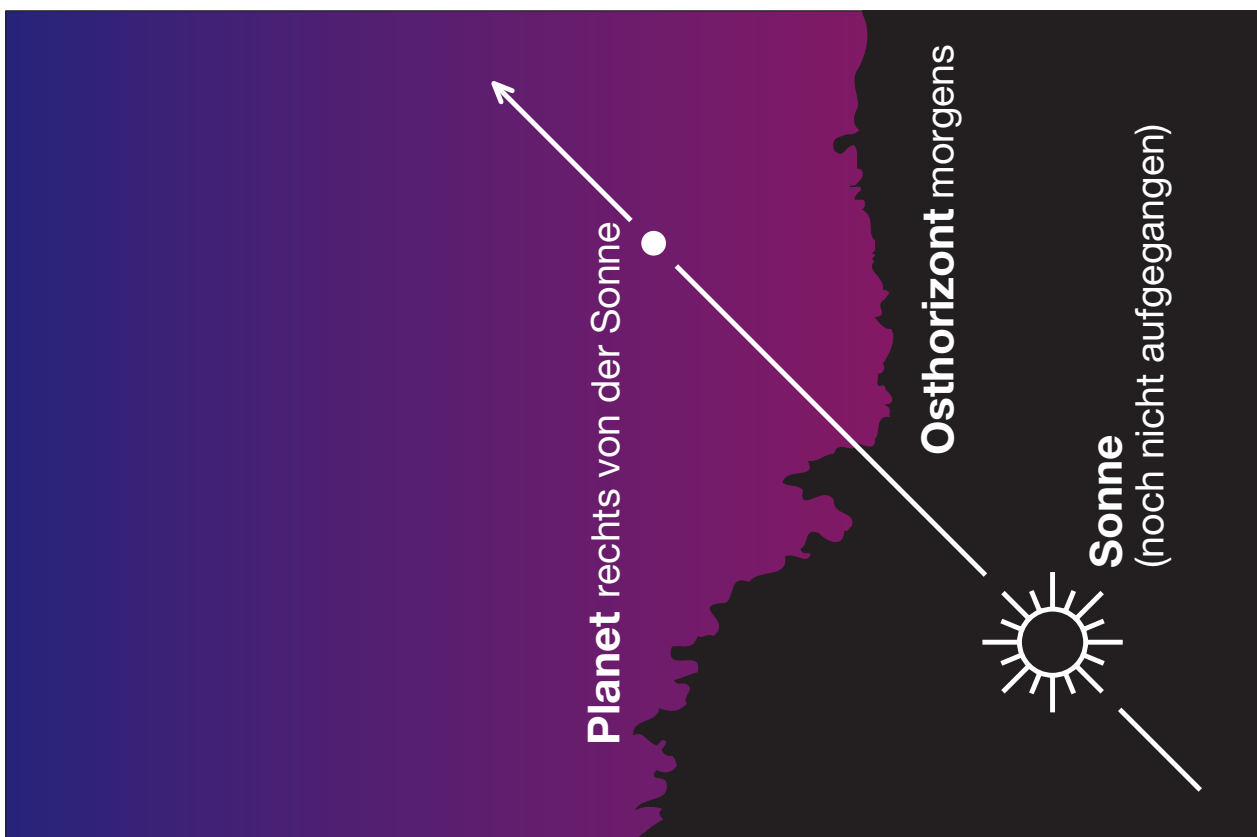 Planet rechts von der Sonne
Osthorizont morgens
Sonne
(noch nicht aufgegangen)